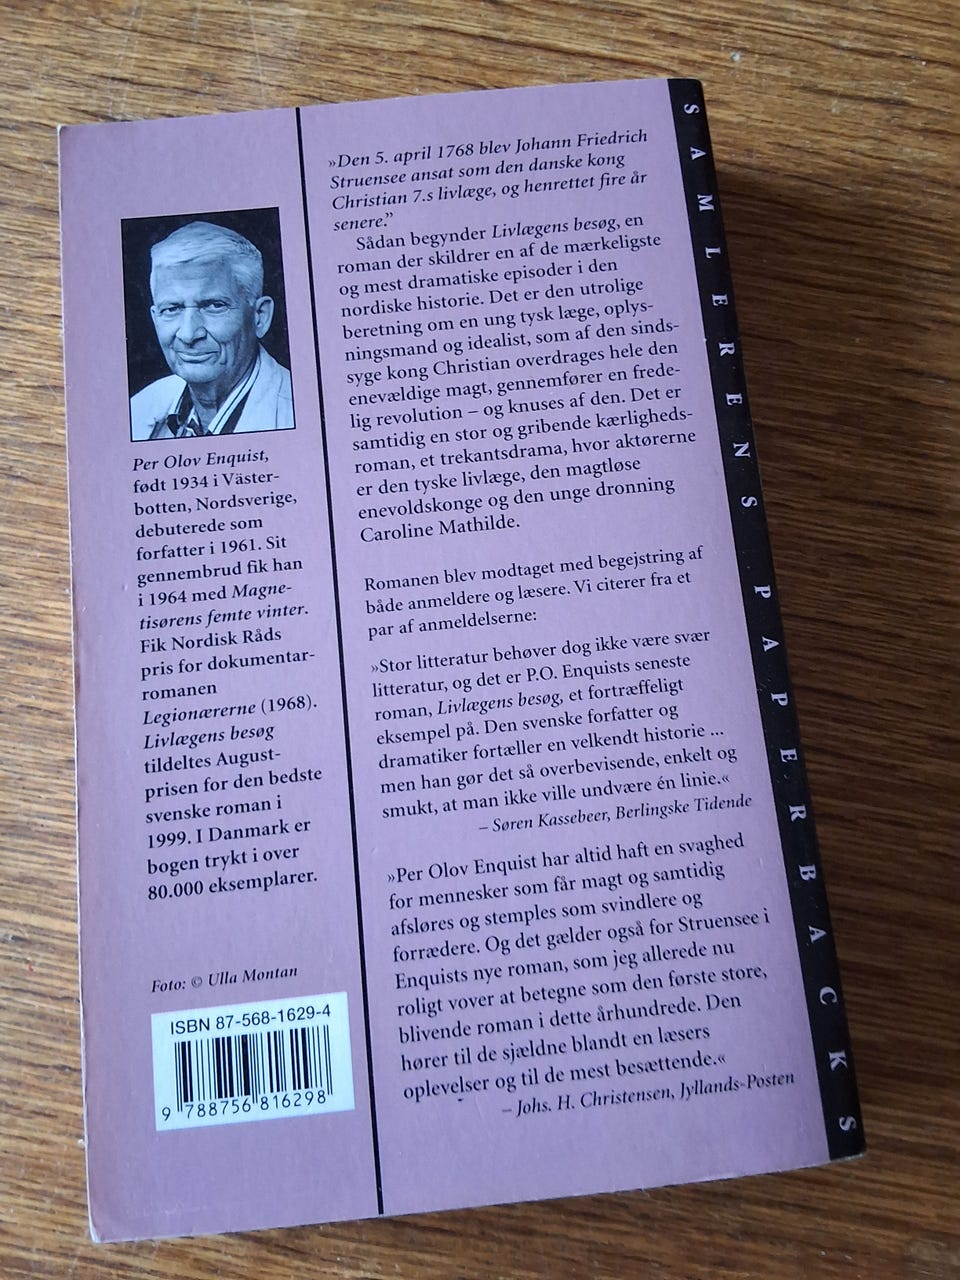 Per Olov Enquist,
født 1934 i Väster-
botten, Nordsverige,
debuterede som
forfatter i 1961. Sit
gennembrud fik han
i 1964 med Magne-
tisørens femte vinter.
Fik Nordisk Råds
pris for dokumentar-
romanen
Legionærerne (1968).
Livlægens besøg
tildeltes August-
prisen for den bedste
svenske roman i
1999. I Danmark er
bogen trykt i over
80.000 eksemplarer.
Foto: © Ulla Montan
ISBN 87-568-1629-4
9 788756 816298
»Den 5. april 1768 blev Johann Friedrich
Struensee ansat som den danske kong
Christian 7.s livlæge, og henrettet fire år
senere.”
Sådan begynder Livlægens besøg, en
roman der skildrer en af de mærkeligste
og mest dramatiske episoder i den
nordiske historie. Det er den utrolige
beretning om en ung tysk læge, oplys-
ningsmand og idealist, som af den sinds-
syge kong Christian overdrages hele den
enevældige magt, gennemfører en frede-
lig revolution – og knuses af den. Det er
samtidig en stor og gribende kærligheds-
roman, et trekantsdrama, hvor aktørerne
er den tyske livlæge, den magtløse
enevoldskonge og den unge dronning
Caroline Mathilde.
Romanen blev modtaget med begejstring af
både anmeldere og læsere. Vi citerer fra et
par af anmeldelserne:
»Stor litteratur behøver dog ikke være svær
litteratur, og det er P.O. Enquists seneste
roman, Livlægens besøg, et fortræffeligt
eksempel på. Den svenske forfatter og
dramatiker fortæller en velkendt historie ...
men han gør det så overbevisende, enkelt og
smukt, at man ikke ville undvære én linie.«
– Søren Kassebeer, Berlingske Tidende
»Per Olov Enquist har altid haft en svaghed
for mennesker som får magt og samtidig
afsløres og stemples som svindlere og
forrædere. Og det gælder også for Struensee i
Enquists nye roman, som jeg allerede nu
roligt vover at betegne som den første store,
blivende roman i dette århundrede. Den
hører til de sjældne blandt en læsers
oplevelser og til de mest besættende.«
– Johs. H. Christensen, Jyllands-Posten
SAMLERENS PAPERBACKS